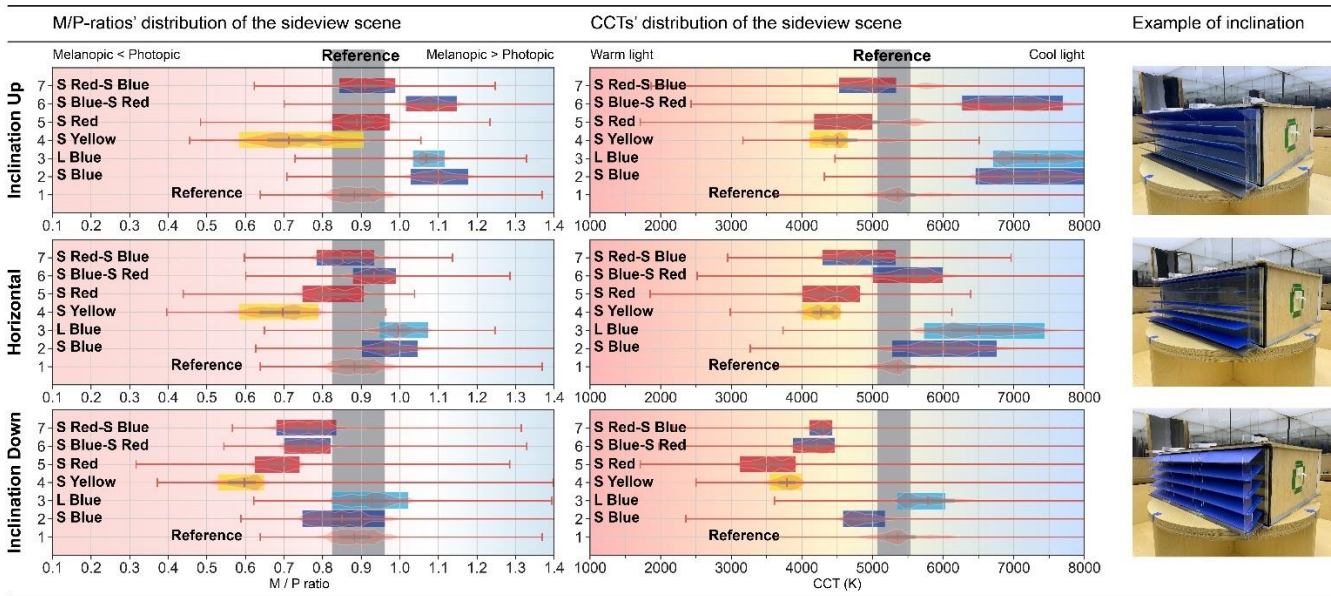 M/P-ratios' distribution of the sideview scene
CCTs' distribution of the sideview scene
Example of inclination
Melanopic < Photopic
Reference
Melanopic > Photopic
Warm light
Reference
Cool light
Inclination Up
7 S Red-S Blue
6 S Blue-S Red
5 S Red
4 S Yellow
3 L Blue
2 S Blue
1 Reference
0.1 0.2 0.3 0.4 0.5 0.6 0.7 0.8 0.9 1.0 1.1 1.2 1.3 1.4
7 S Red-S Blue
6 S Blue-S Red
5 S Red
4 S Yellow
3 L Blue
2 S Blue
1 Reference
1000 2000 3000 4000 5000 6000 7000 8000
Horizontal
7 S Red-S Blue
6 S Blue-S Red
5 S Red
4 S Yellow
3 L Blue
2 S Blue
1 Reference
0.1 0.2 0.3 0.4 0.5 0.6 0.7 0.8 0.9 1.0 1.1 1.2 1.3 1.4
7 S Red-S Blue
6 S Blue-S Red
5 S Red
4 S Yellow
3 L Blue
2 S Blue
1 Reference
1000 2000 3000 4000 5000 6000 7000 8000
Inclination Down
7 S Red-S Blue
6 S Blue-S Red
5 S Red
4 S Yellow
3 L Blue
2 S Blue
1 Reference
0.1 0.2 0.3 0.4 0.5 0.6 0.7 0.8 0.9 1.0 1.1 1.2 1.3 1.4
M / P ratio
7 S Red-S Blue
6 S Blue-S Red
5 S Red
4 S Yellow
3 L Blue
2 S Blue
1 Reference
1000 2000 3000 4000 5000 6000 7000 8000
CCT (K)